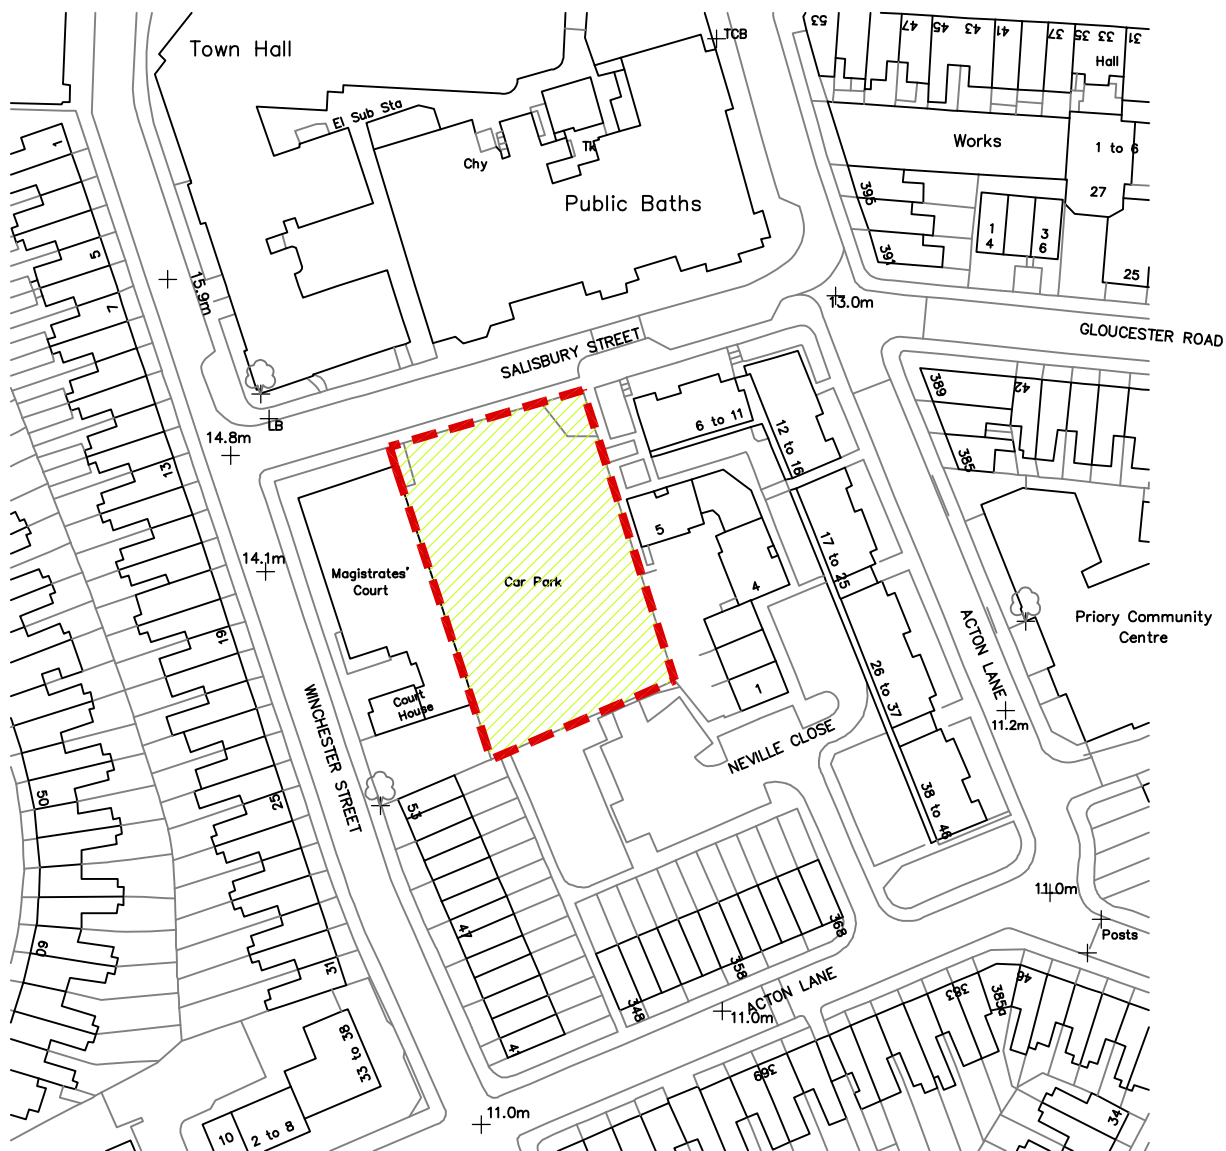 Town Hall
TCB
53
47
45
43
41
37
35
33
31
Hall
El Sub Sta
1
Chy
Tk
Works
1 to 6
27
Public Baths
395
391
1
4
3
6
25
5
7
15.9m
13.0m
SALISBURY STREET
GLOUCESTER ROAD
389
42
385
LB
14.8m
6 to 11
12 to 16
13
14.1m
5
17 to 25
Magistrates'
Court
Car Park
4
ACTON LANE
Priory Community
Centre
19
26 to 37
1
Court
House
11.2m
WINCHESTER STREET
NEVILLE CLOSE
50
25
53
38 to 46
11.0m
47
368
Posts
60
31
358
ACTON LANE
348
11.0m
383
385a
46
41
33 to 38
369
11.0m
34
10
2 to 8